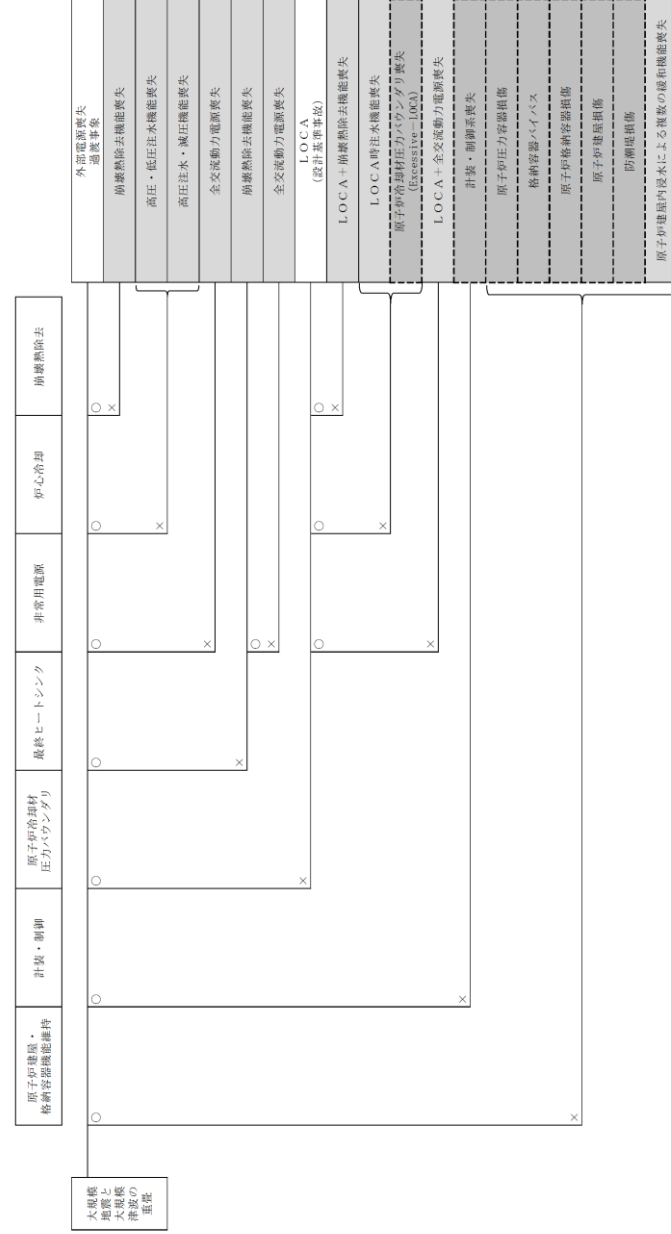 大規模
地震と
大規模
津波の
重畳
原子炉建屋・
格納容器機能維持
計装・制御
原子炉冷却材
圧力バウンダリ
最終ヒートシンク
非常用電源
炉心冷却
崩壊熱除去
○
○
○
○
○
○
○
×
×
×
×
×
×
×
○
×
○
○
○
×
×
×
外部電源喪失
過渡事象
崩壊熱除去機能喪失
高圧・低圧注水機能喪失
高圧注水・減圧機能喪失
全交流動力電源喪失
崩壊熱除去機能喪失
全交流動力電源喪失
LOCA
(設計基準事故)
LOCA+崩壊熱除去機能喪失
LOCA時注水機能喪失
原子炉冷却材圧力バウンダリ喪失
(Excessive-LOCA)
LOCA+全交流動力電源喪失
計装・制御系喪失
原子炉圧力容器損傷
格納容器バイパス
原子炉格納容器損傷
原子炉建屋損傷
防潮堤損傷
原子炉建屋内浸水による複数の緩和機能喪失